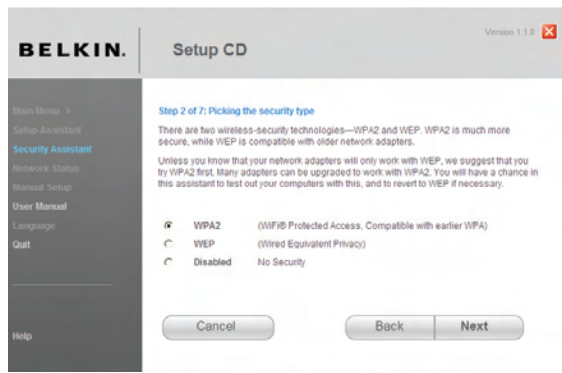 BELKIN.
Setup CD
Version 1.1.0
Main Menu >
Setup Assistant
Security Assistant
Network Status
Manual Setup
User Manual
Language
Quit
Help
Step 2 of 7: Picking the security type
There are two wireless-security technologies—WPA2 and WEP. WPA2 is much more
secure, while WEP is compatible with older network adapters.
Unless you know that your network adapters will only work with WEP, we suggest that you
try WPA2 first. Many adapters can be upgraded to work with WPA2. You will have a chance in
this assistant to test out your computers with this, and to revert to WEP if necessary.
WPA2 (WiFi® Protected Access, Compatible with earlier WPA)
WEP (Wired Equivalent Privacy)
Disabled No Security
Cancel Back Next